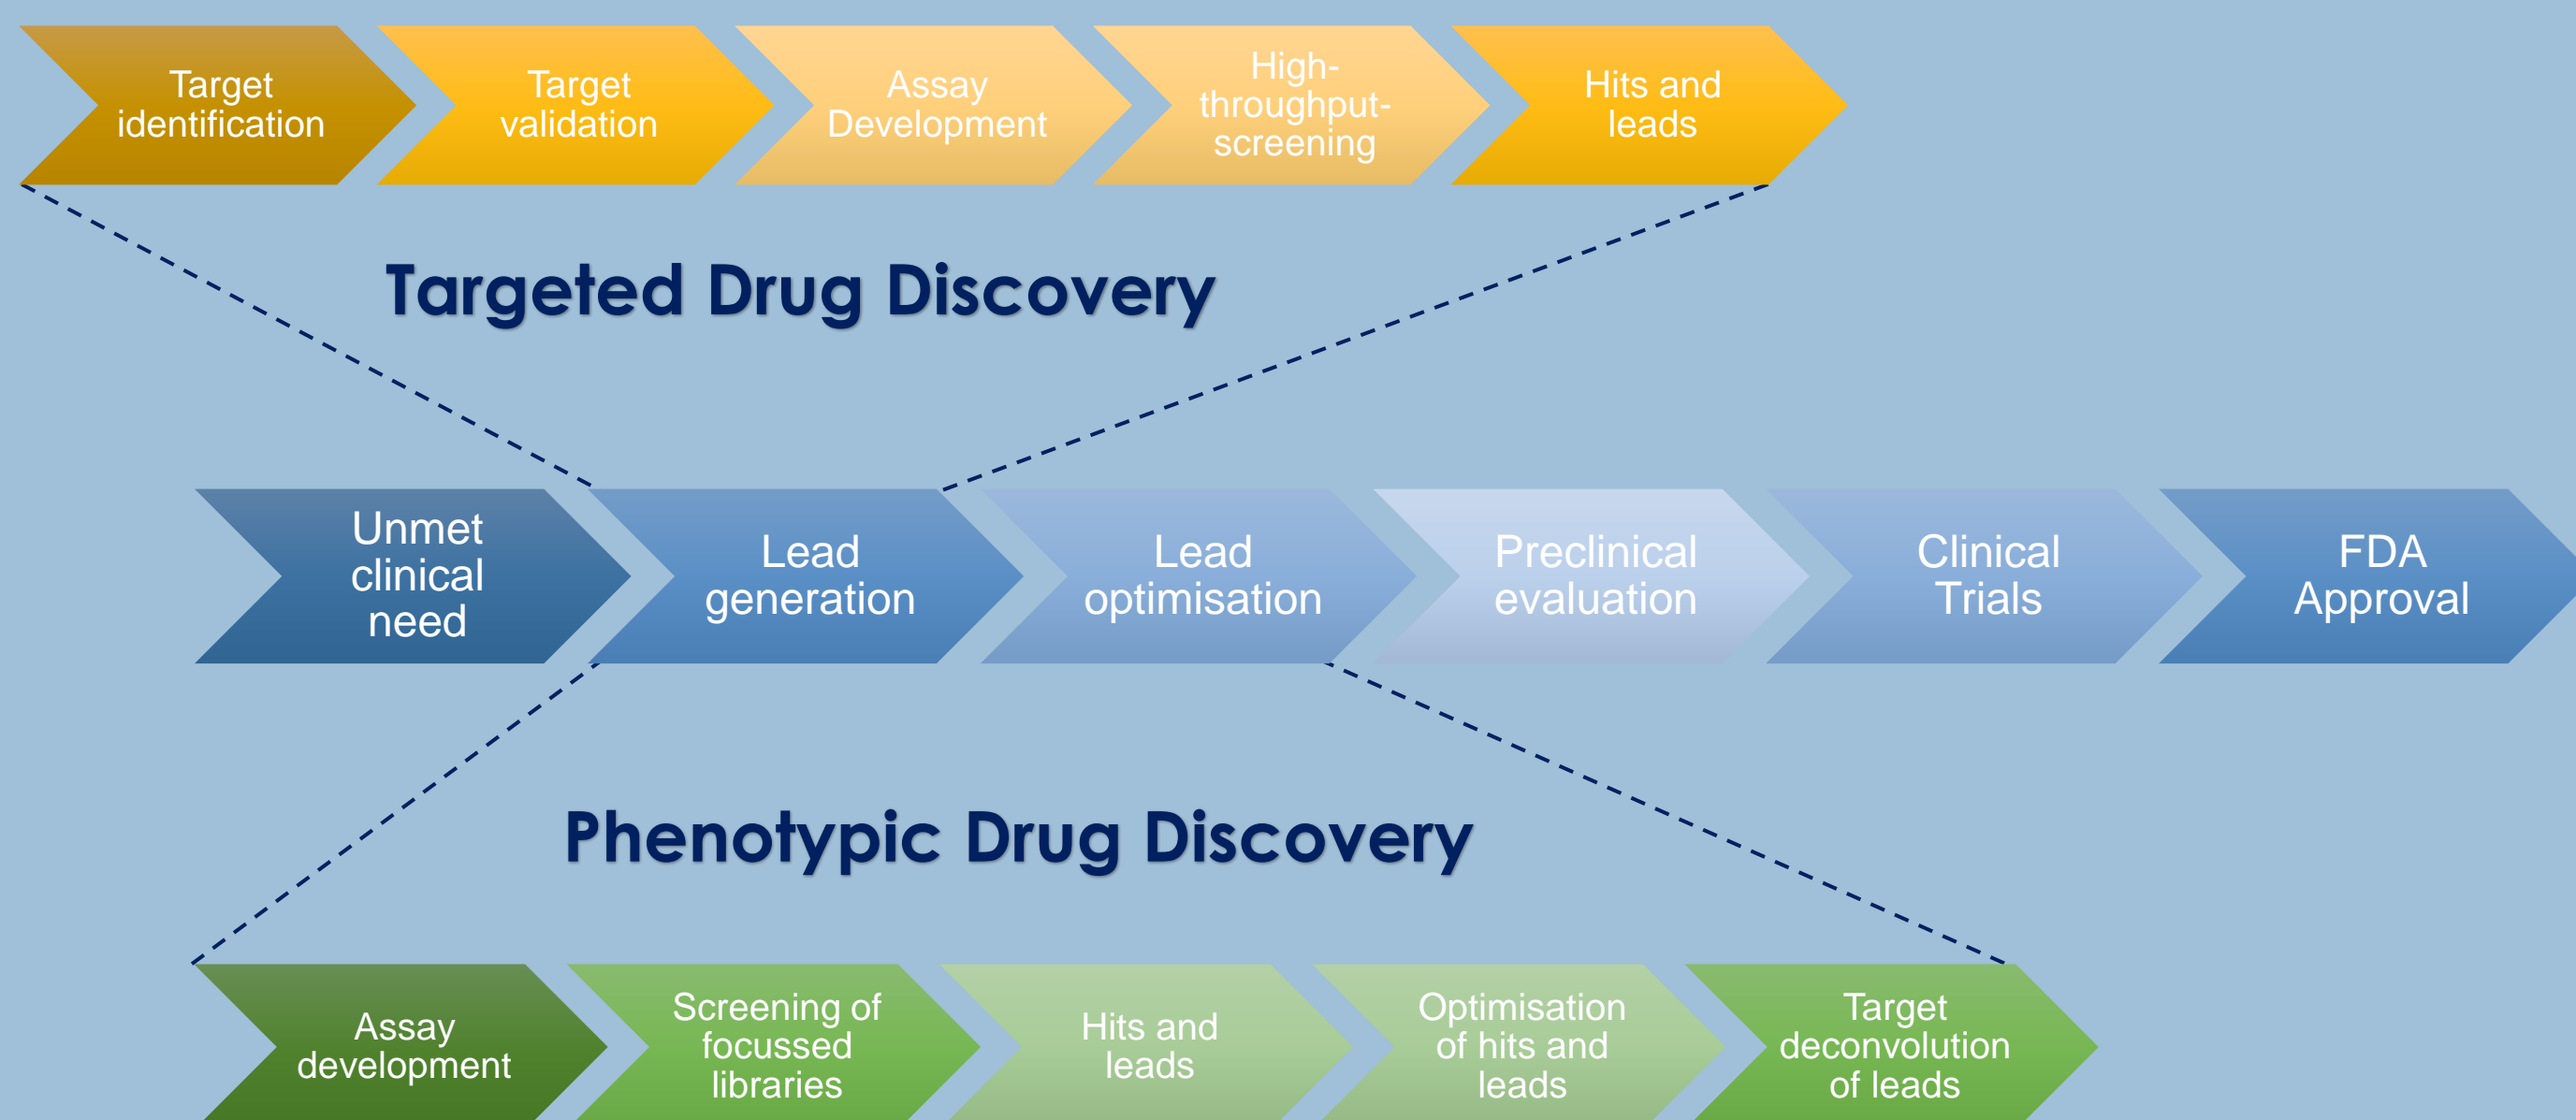 Target
identification
Target
validation
Assay
Development
High-
throughput-
screening
Hits and
leads
Targeted Drug Discovery
Unmet
clinical
need
Lead
generation
Lead
optimisation
Preclinical
evaluation
Clinical
Trials
FDA
Approval
Phenotypic Drug Discovery
Assay
development
Screening of
focussed
libraries
Hits and
leads
Optimisation
of hits and
leads
Target
deconvolution
of leads